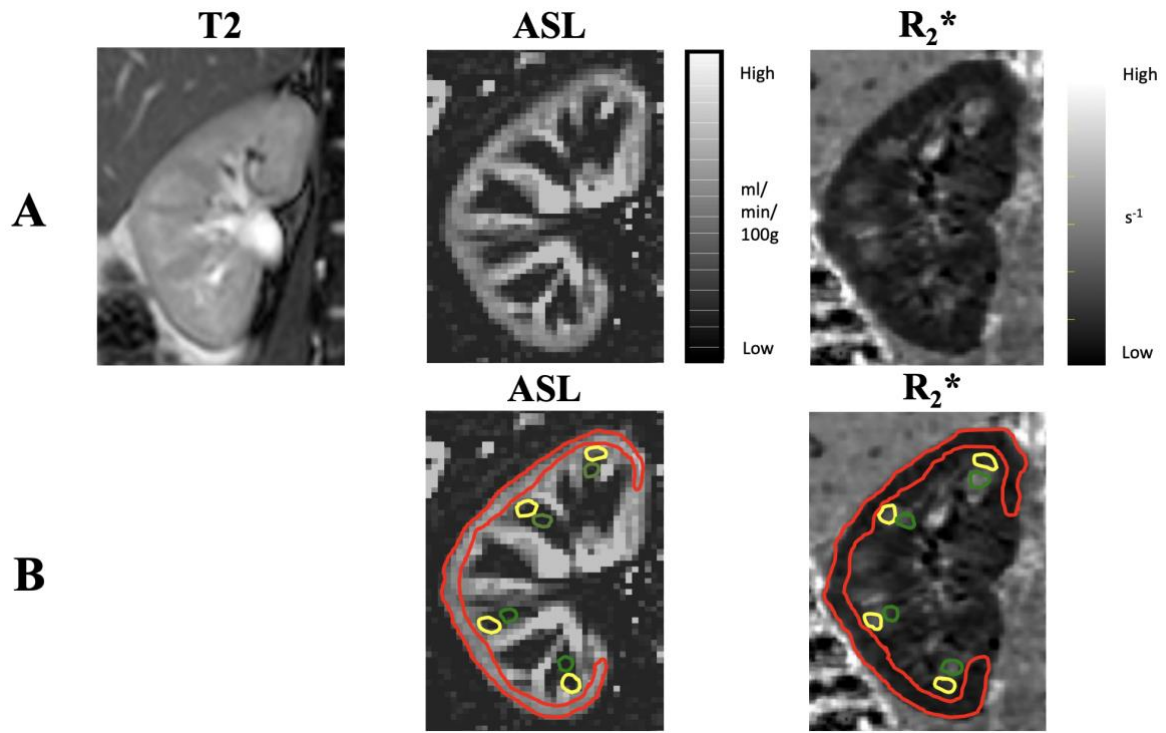 T2
ASL
R₂*
A
High
ml/
min/
100g
Low
High
s⁻¹
Low
ASL
R₂*
B